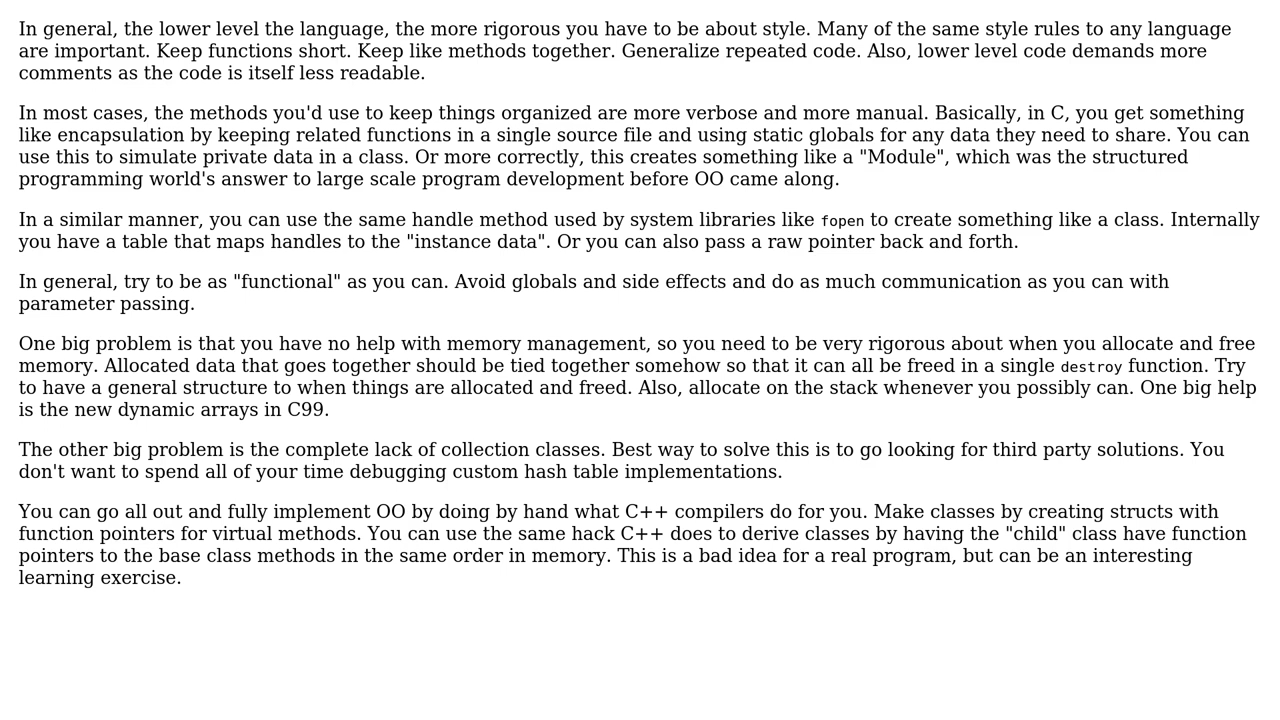 In general, the lower level the language, the more rigorous you have to be about style. Many of the same style rules to any language
are important. Keep functions short. Keep like methods together. Generalize repeated code. Also, lower level code demands more
comments as the code is itself less readable.
In most cases, the methods you'd use to keep things organized are more verbose and more manual. Basically, in C, you get something
like encapsulation by keeping related functions in a single source file and using static globals for any data they need to share. You can
use this to simulate private data in a class. Or more correctly, this creates something like a "Module", which was the structured
programming world's answer to large scale program development before OO came along.
In a similar manner, you can use the same handle method used by system libraries like fopen to create something like a class. Internally
you have a table that maps handles to the "instance data". Or you can also pass a raw pointer back and forth.
In general, try to be as "functional" as you can. Avoid globals and side effects and do as much communication as you can with
parameter passing.
One big problem is that you have no help with memory management, so you need to be very rigorous about when you allocate and free
memory. Allocated data that goes together should be tied together somehow so that it can all be freed in a single destroy function. Try
to have a general structure to when things are allocated and freed. Also, allocate on the stack whenever you possibly can. One big help
is the new dynamic arrays in C99.
The other big problem is the complete lack of collection classes. Best way to solve this is to go looking for third party solutions. You
don't want to spend all of your time debugging custom hash table implementations.
You can go all out and fully implement OO by doing by hand what C++ compilers do for you. Make classes by creating structs with
function pointers for virtual methods. You can use the same hack C++ does to derive classes by having the "child" class have function
pointers to the base class methods in the same order in memory. This is a bad idea for a real program, but can be an interesting
learning exercise.